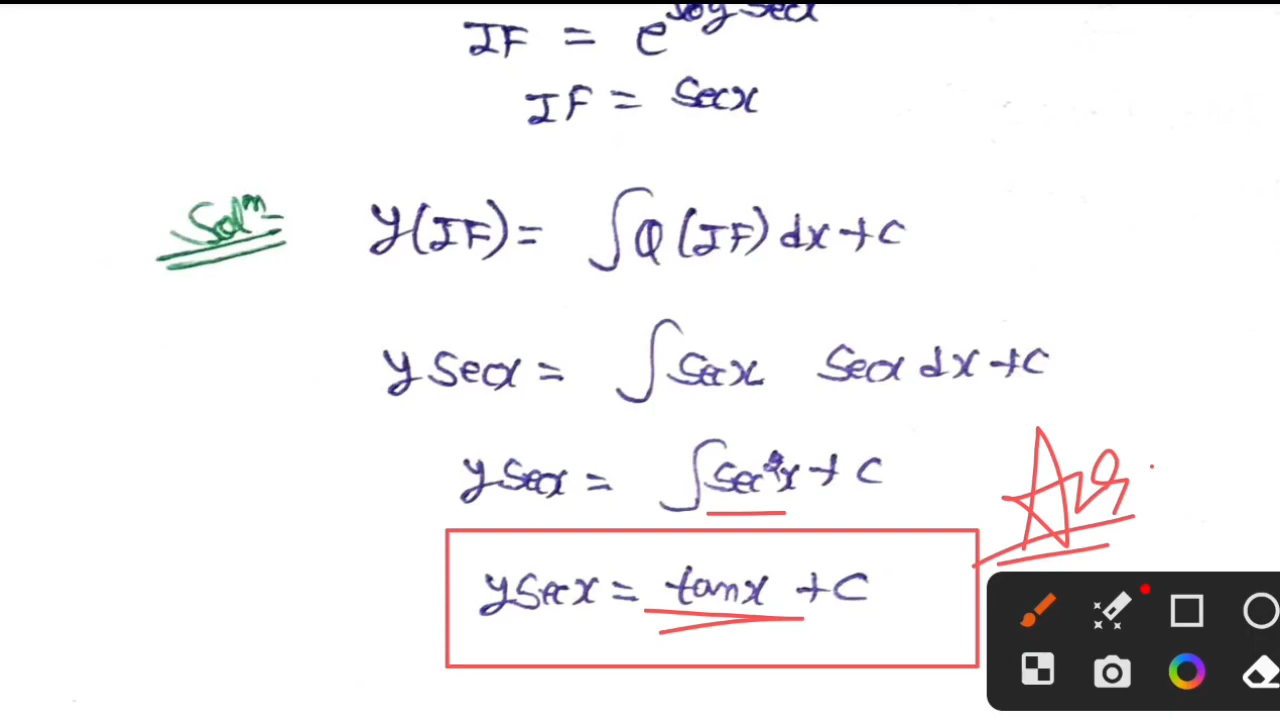 IF = e^log secx
IF = Secx
Solⁿ
y(IF) = ∫Q(IF) dx + C
y Secx = ∫Secx Secx dx + C
y Secx = ∫Sec²x + C
y Secx = tanx + C